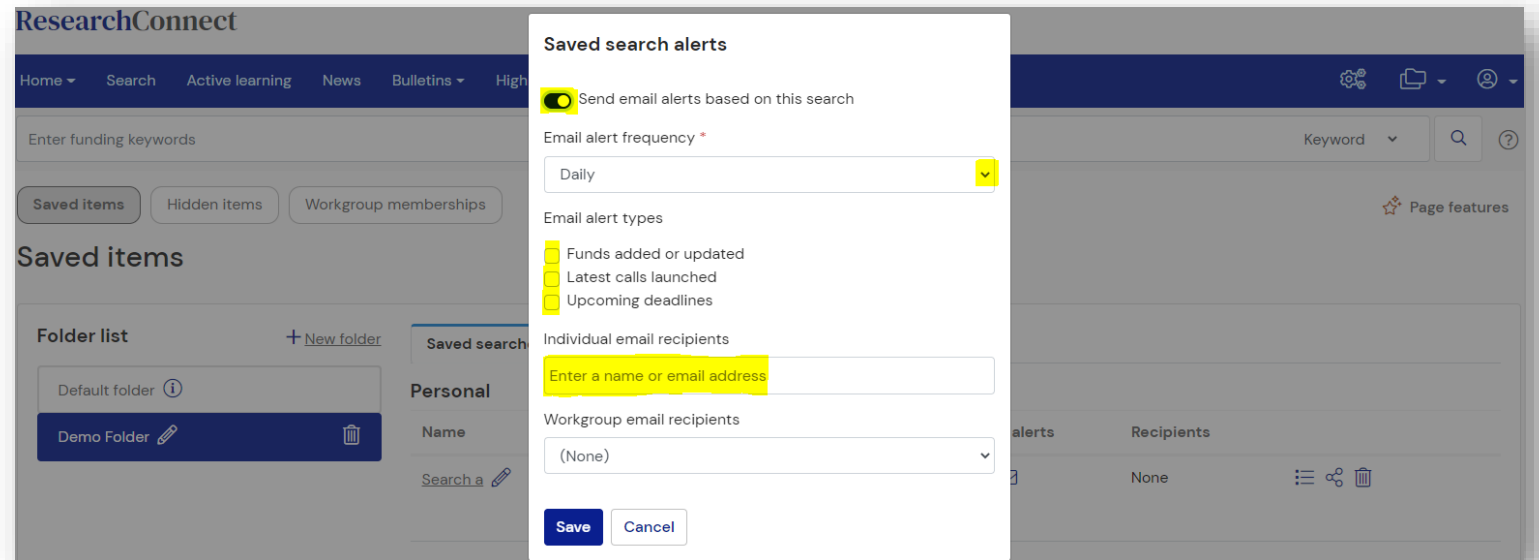 ResearchConnect
Home Search Active learning News Bulletins High
Enter funding keywords
Keyword
Saved items Hidden items Workgroup memberships
Page features
Saved items
Folder list
+ New folder
Default folder
Demo Folder
Saved search
Personal
Name
alerts
Recipients
Search a
None
Saved search alerts
Send email alerts based on this search
Email alert frequency *
Daily
Email alert types
Funds added or updated
Latest calls launched
Upcoming deadlines
Individual email recipients
Enter a name or email address
Workgroup email recipients
(None)
Save Cancel